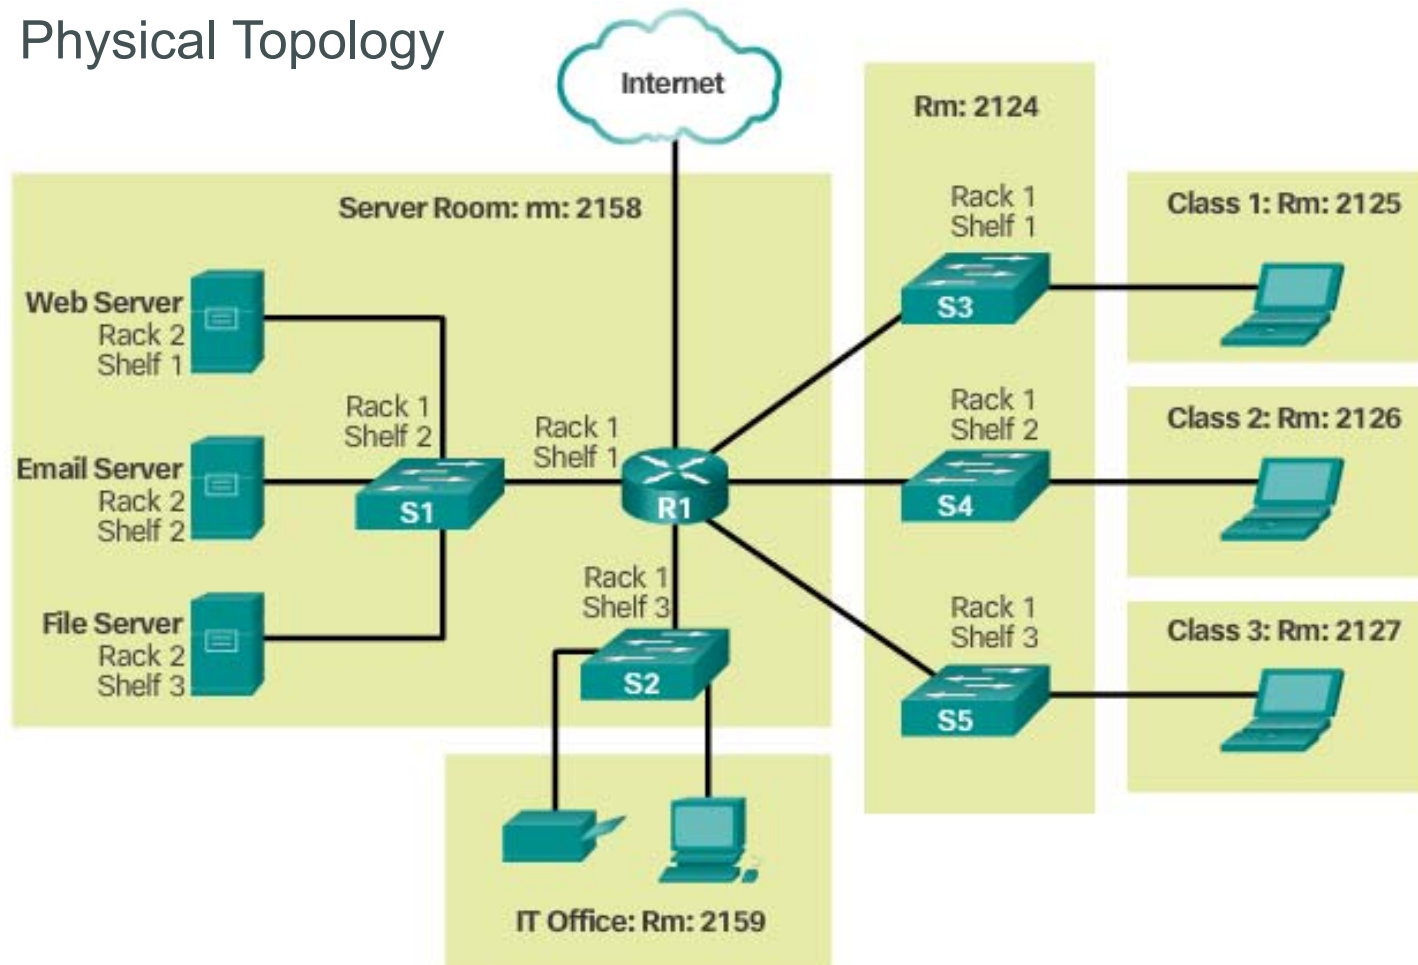 Physical Topology
Internet
Rm: 2124
Server Room: rm: 2158
Rack 1
Shelf 1
Class 1: Rm: 2125
Web Server
Rack 2
Shelf 1
S3
Rack 1
Shelf 2
Rack 1
Shelf 1
Rack 1
Shelf 2
Class 2: Rm: 2126
Email Server
Rack 2
Shelf 2
S1
R1
S4
Rack 1
Shelf 3
Rack 1
Shelf 3
Class 3: Rm: 2127
File Server
Rack 2
Shelf 3
S2
S5
IT Office: Rm: 2159